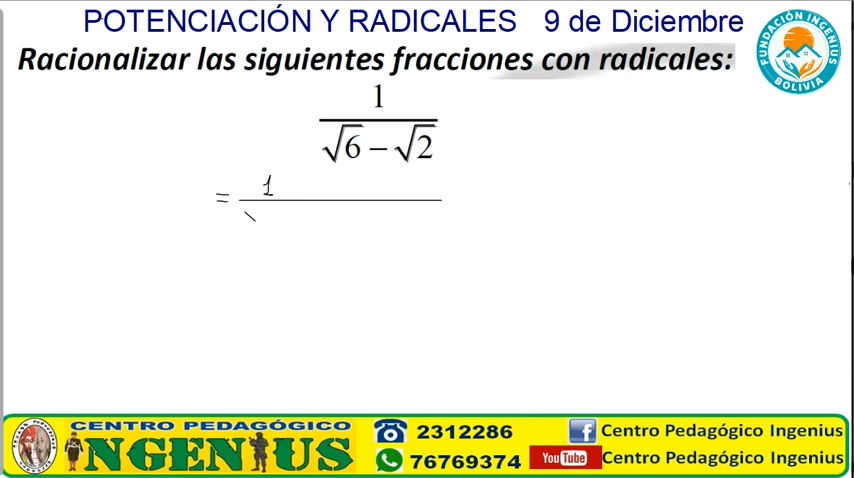 POTENCIACIÓN Y RADICALES 9 de Diciembre
Racionalizar las siguientes fracciones con radicales:
FUNDACIÓN INGENIUS
BOLIVIA
1
√6 − √2
= 1
CENTRO PEDAGÓGICO
INGENIUS
2312286
76769374
f Centro Pedagógico Ingenius
YouTube Centro Pedagógico Ingenius